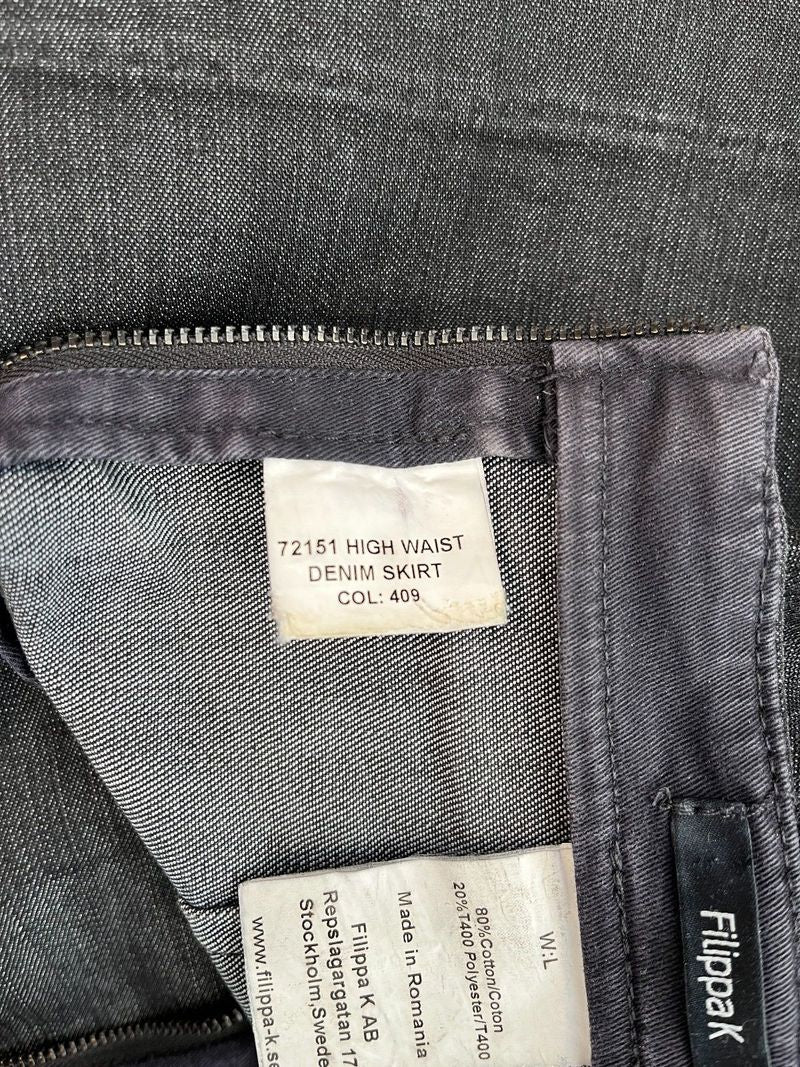 72151 HIGH WAIST
DENIM SKIRT
COL: 409
W:L
80%Cotton/Coton
20%T400 Polyester/T400
Made in Romania
Filippa K AB
Repslagargatan 17
Stockholm,Swede
www.filippa-k.se
Filippa K